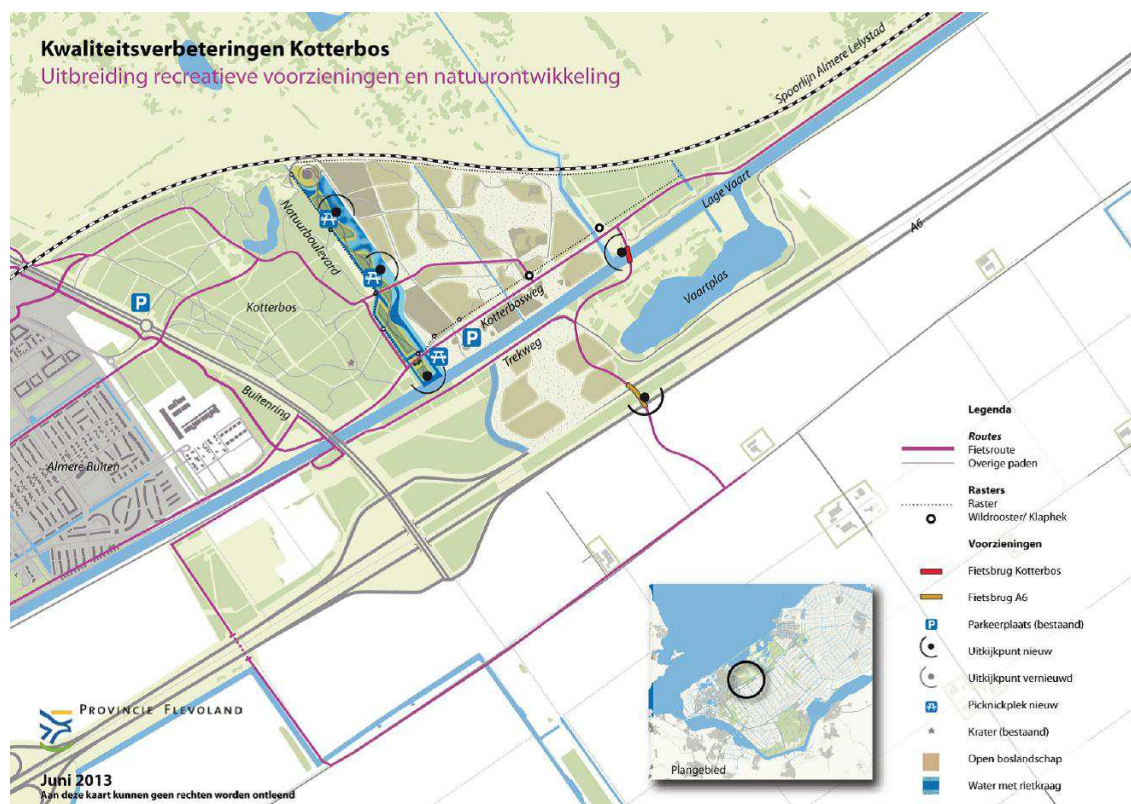 Kwaliteitsverbeteringen Kotterbos
Uitbreiding recreatieve voorzieningen en natuurontwikkeling
Spoorlijn Almere Lelystad
Lage Vaart
A6
Natuurboulevard
Vaartplas
P
Kotterbos
Kotterbosweg
P
Trekweg
Buitenring
Almere Buiten
Legenda
Routes
Fietsroute
Overige paden
Rasters
Raster
Wildrooster/ Klaphek
Voorzieningen
Fietsbrug Kotterbos
Fietsbrug A6
P Parkeerplaats (bestaand)
Uitkijkpunt nieuw
Uitkijkpunt vernieuwd
Picknickplek nieuw
Krater (bestaand)
Open boslandschap
Water met rietkraag
Plangebied
PROVINCIE FLEVOLAND
Juni 2013
Aan deze kaart kunnen geen rechten worden ontleend